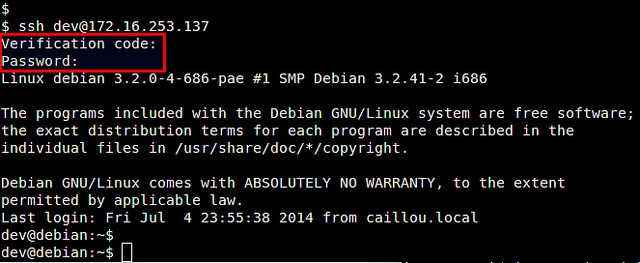 $
$ ssh dev@172.16.253.137
Verification code:
Password:
Linux debian 3.2.0-4-686-pae #1 SMP Debian 3.2.41-2 i686
The programs included with the Debian GNU/Linux system are free software;
the exact distribution terms for each program are described in the
individual files in /usr/share/doc/*/copyright.
Debian GNU/Linux comes with ABSOLUTELY NO WARRANTY, to the extent
permitted by applicable law.
Last login: Fri Jul  4 23:55:38 2014 from caillou.local
dev@debian:~$
dev@debian:~$